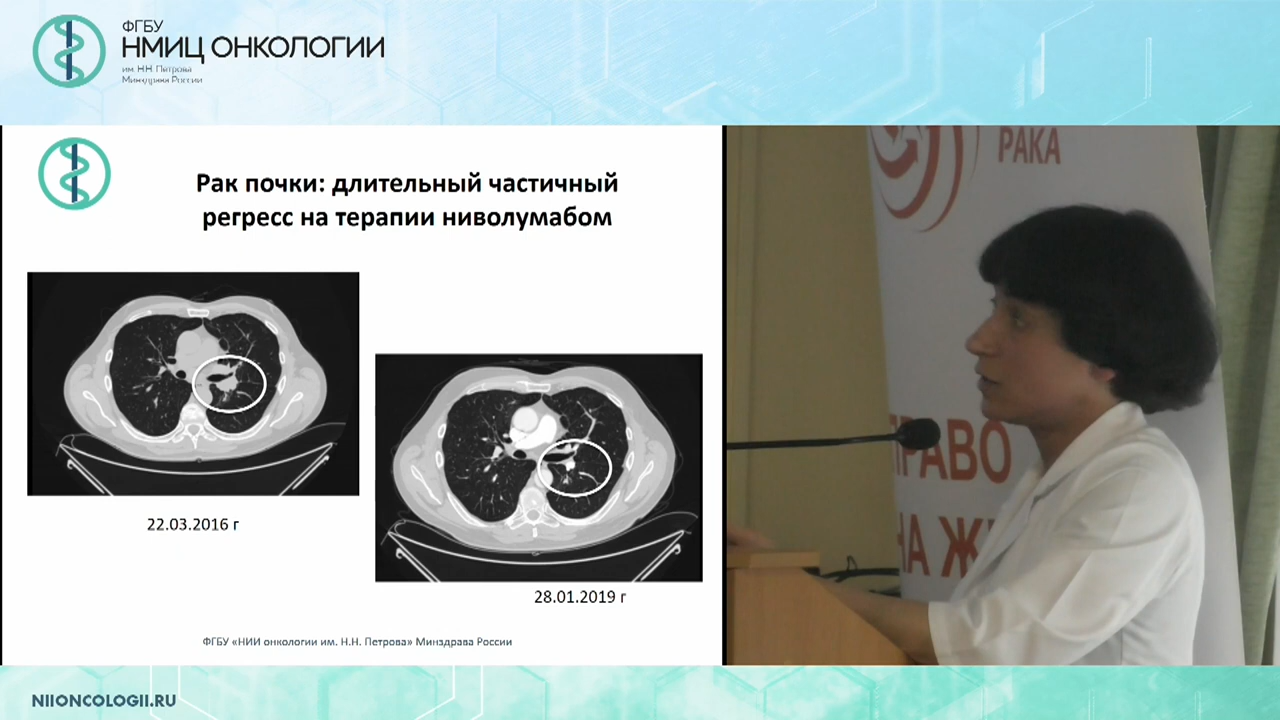 ФГБУ
НМИЦ ОНКОЛОГИИ
им. Н.Н. Петрова
Минздрава России
Рак почки: длительный частичный
регресс на терапии ниволумабом
22.03.2016 г
28.01.2019 г
ФГБУ «НИИ онкологии им. Н.Н. Петрова» Минздрава России
РАКА
ПРАВО
НА
NIIONCOLOGII.RU